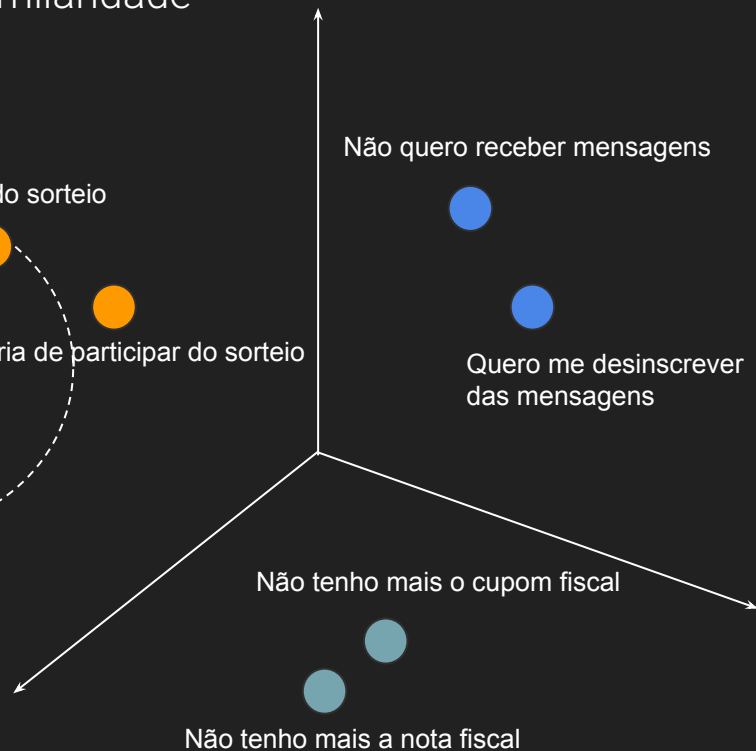 milaridade
Não quero receber mensagens
do sorteio
ria de participar do sorteio
Quero me desinscrever
das mensagens
Não tenho mais o cupom fiscal
Não tenho mais a nota fiscal